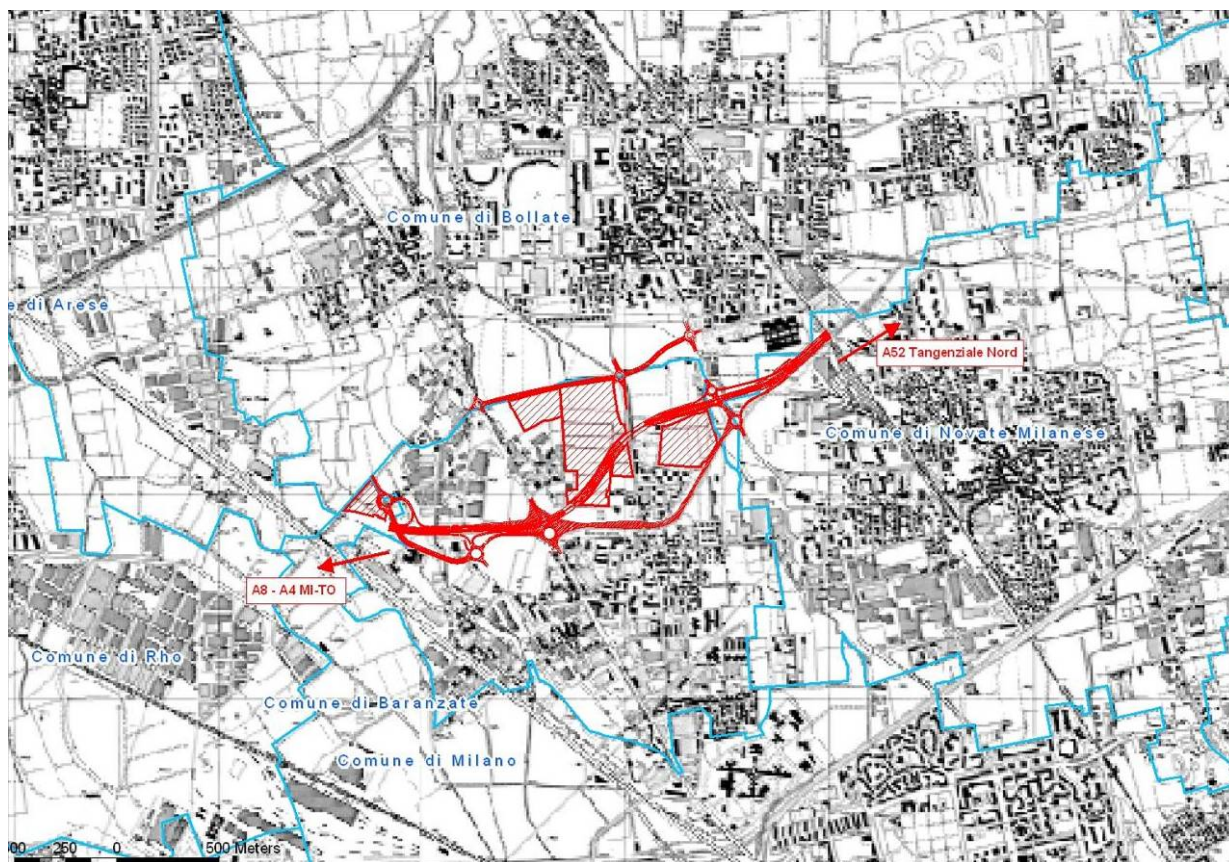 Comune di Bollate
e di Arese
A52 Tangenziale Nord
Comune di Novate Milanese
A8 - A4 MI-TO
Comune di Rho
Comune di Baranzate
Comune di Milano
00 250 0 500 Meters